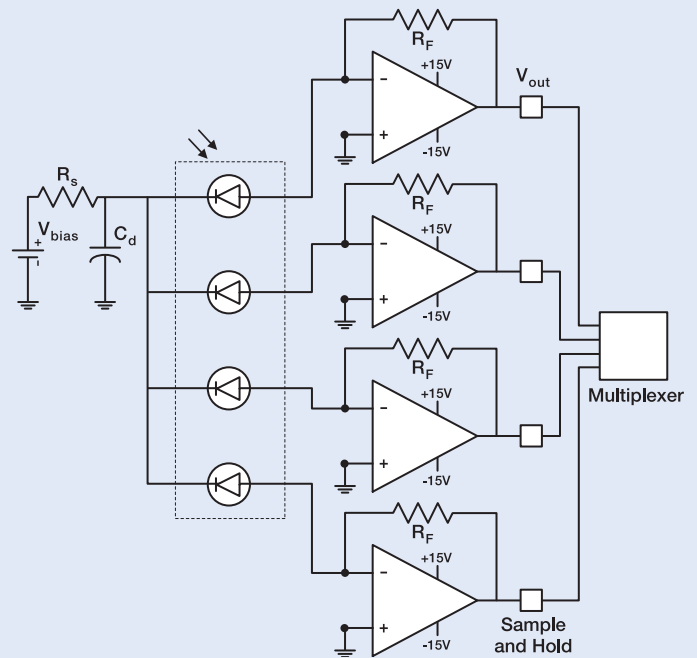 R_F
+15V
V_out
−
+
-15V
R_s
V_bias
+
-
C_d
R_F
+15V
−
+
-15V
R_F
+15V
−
+
-15V
Multiplexer
R_F
+15V
−
+
-15V
Sample
and Hold